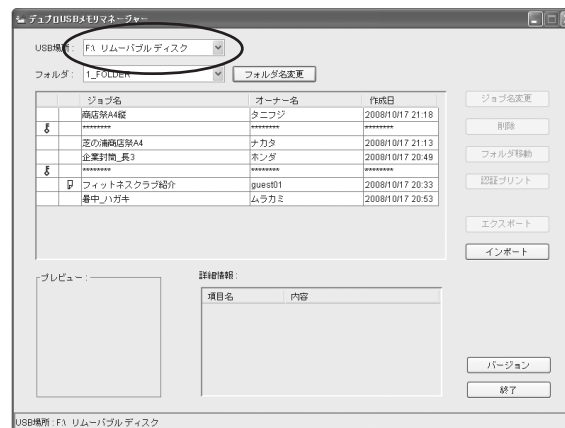 デュプロUSBメモリマネージャー
USB場所: F:\ リムーバブル ディスク
フォルダ: 1_FOLDER フォルダ名変更
ジョブ名 オーナー名 作成日
商店祭A4縦 タニフジ 2008/10/17 21:18
******** ******** ********
芝の浦商店祭A4 ナカタ 2008/10/17 21:13
企業封筒_長3 ホンダ 2008/10/17 20:49
******** ******** ********
フィットネスクラブ紹介 guest01 2008/10/17 20:33
暑中_ハガキ ムラカミ 2008/10/17 20:53
ジョブ名変更
削除
フォルダ移動
認証プリント
エクスポート
インポート
プレビュー:
詳細情報:
項目名 内容
バージョン
終了
USB場所: F:\ リムーバブル ディスク